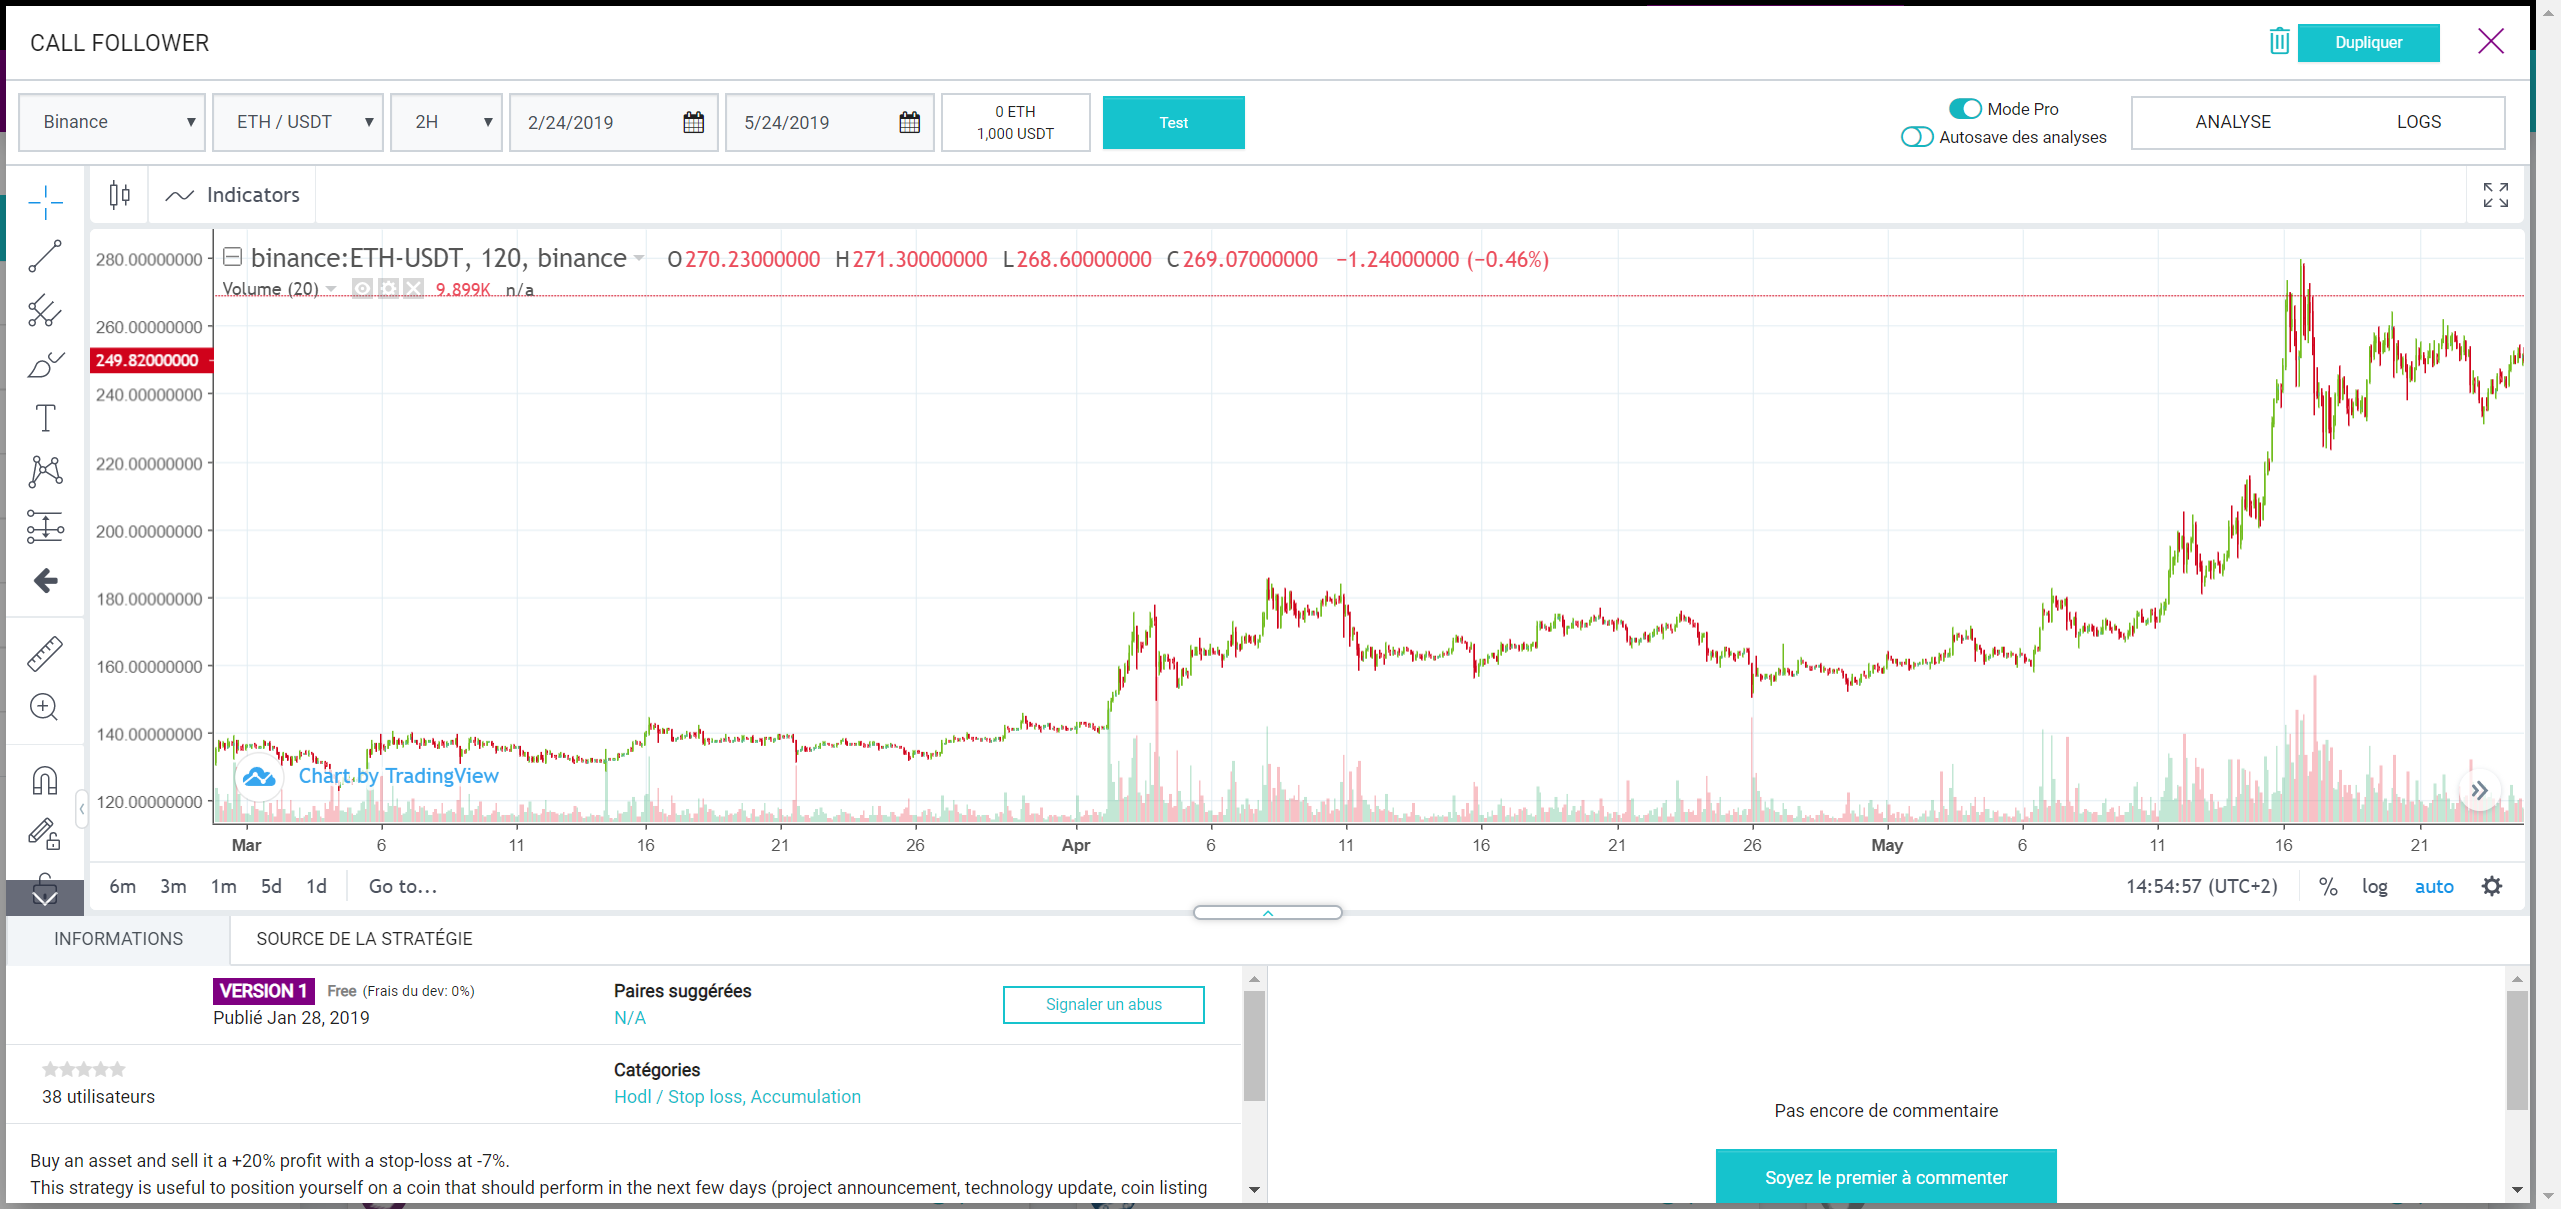 CALL FOLLOWER
Dupliquer
Binance
ETH / USDT
2H
2/24/2019
5/24/2019
0 ETH
1,000 USDT
Test
Mode Pro
Autosave des analyses
ANALYSE
LOGS
Indicators
binance:ETH-USDT, 120, binance
O270.23000000 H271.30000000 L268.60000000 C269.07000000 −1.24000000 (−0.46%)
Volume (20)
9.899K n/a
280.00000000
260.00000000
249.82000000
240.00000000
220.00000000
200.00000000
180.00000000
160.00000000
140.00000000
120.00000000
Chart by TradingView
Mar 6 11 16 21 26 Apr 6 11 16 21 26 May 6 11 16 21
6m 3m 1m 5d 1d Go to...
14:54:57 (UTC+2) % log auto
INFORMATIONS
SOURCE DE LA STRATÉGIE
VERSION 1 Free (Frais du dev: 0%)
Publié Jan 28, 2019
Paires suggérées
N/A
Signaler un abus
38 utilisateurs
Catégories
Hodl / Stop loss, Accumulation
Buy an asset and sell it a +20% profit with a stop-loss at -7%.
This strategy is useful to position yourself on a coin that should perform in the next few days (project announcement, technology update, coin listing
Pas encore de commentaire
Soyez le premier à commenter